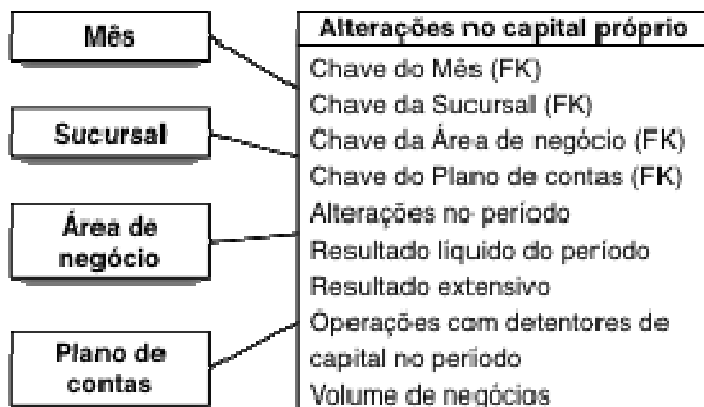 Mês
Sucursal
Área de
negócio
Plano de
contas
Alterações no capital próprio
Chave do Mês (FK)
Chave da Sucursal (FK)
Chave da Área de negócio (FK)
Chave do Plano de contas (FK)
Alterações no período
Resultado líquido do período
Resultado extensivo
Operações com detentores de
capital no período
Volume de negócios